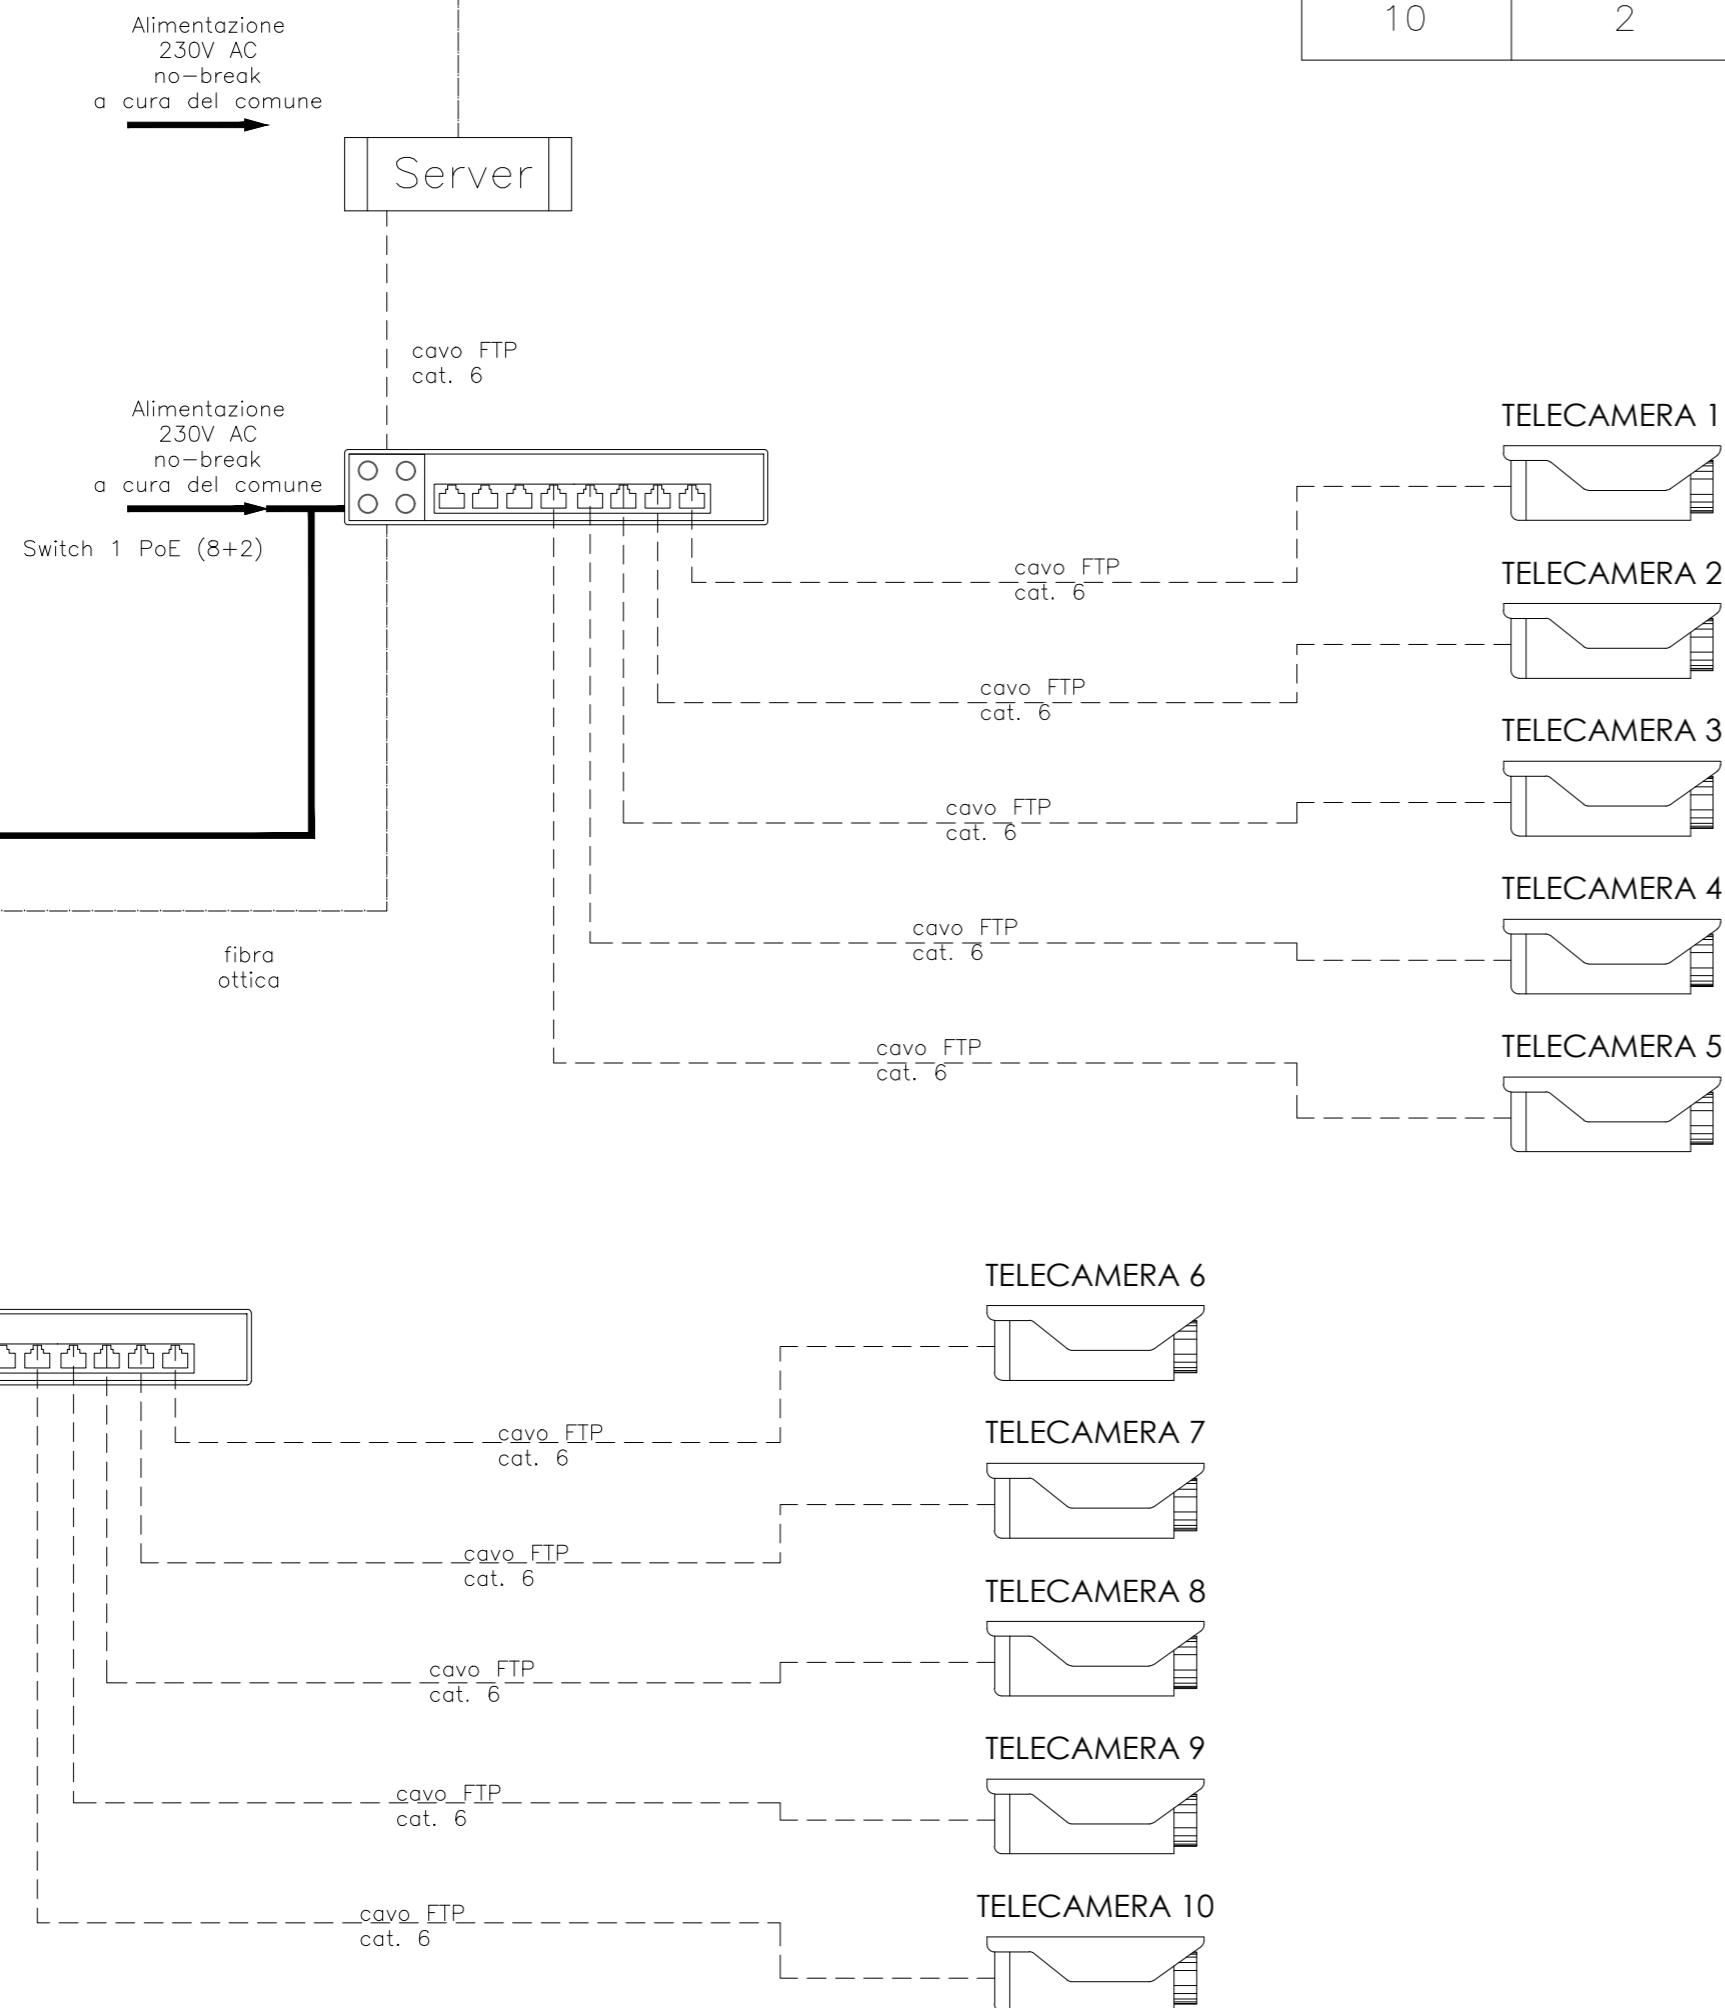 Alimentazione
230V AC
no-break
a cura del comune
10
2
Server
cavo FTP
cat. 6
Alimentazione
230V AC
no-break
a cura del comune
Switch 1 PoE (8+2)
TELECAMERA 1
cavo FTP
cat. 6
TELECAMERA 2
cavo FTP
cat. 6
TELECAMERA 3
cavo FTP
cat. 6
TELECAMERA 4
cavo FTP
cat. 6
fibra
ottica
TELECAMERA 5
cavo FTP
cat. 6
TELECAMERA 6
cavo FTP
cat. 6
TELECAMERA 7
cavo FTP
cat. 6
TELECAMERA 8
cavo FTP
cat. 6
TELECAMERA 9
cavo FTP
cat. 6
TELECAMERA 10
cavo FTP
cat. 6